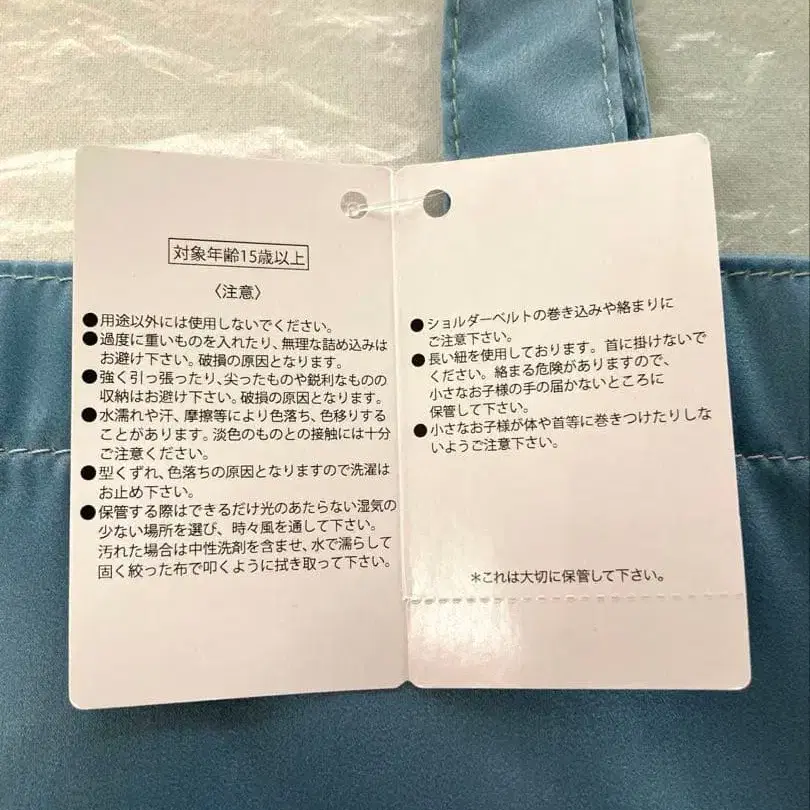 対象年齢15歳以上
〈注意〉
●用途以外には使用しないでください。
●過度に重いものを入れたり、無理な詰め込みは
お避け下さい。破損の原因となります。
●強く引っ張ったり、尖ったものや鋭利なものの
収納はお避け下さい。破損の原因となります。
●水濡れや汗、摩擦等により色落ち、色移りする
ことがあります。淡色のものとの接触には十分
ご注意ください。
●型くずれ、色落ちの原因となりますので洗濯は
お止め下さい。
●保管する際はできるだけ光のあたらない湿気の
少ない場所を選び、時々風を通して下さい。
汚れた場合は中性洗剤を含ませ、水で濡らして
固く絞った布で叩くように拭き取って下さい。
●ショルダーベルトの巻き込みや絡まりに
ご注意下さい。
●長い紐を使用しております。首に掛けないで
ください。絡まる危険がありますので、
小さなお子様の手の届かないところに
保管して下さい。
●小さなお子様が体や首等に巻きつけたりしな
いようご注意下さい。
＊これは大切に保管して下さい。